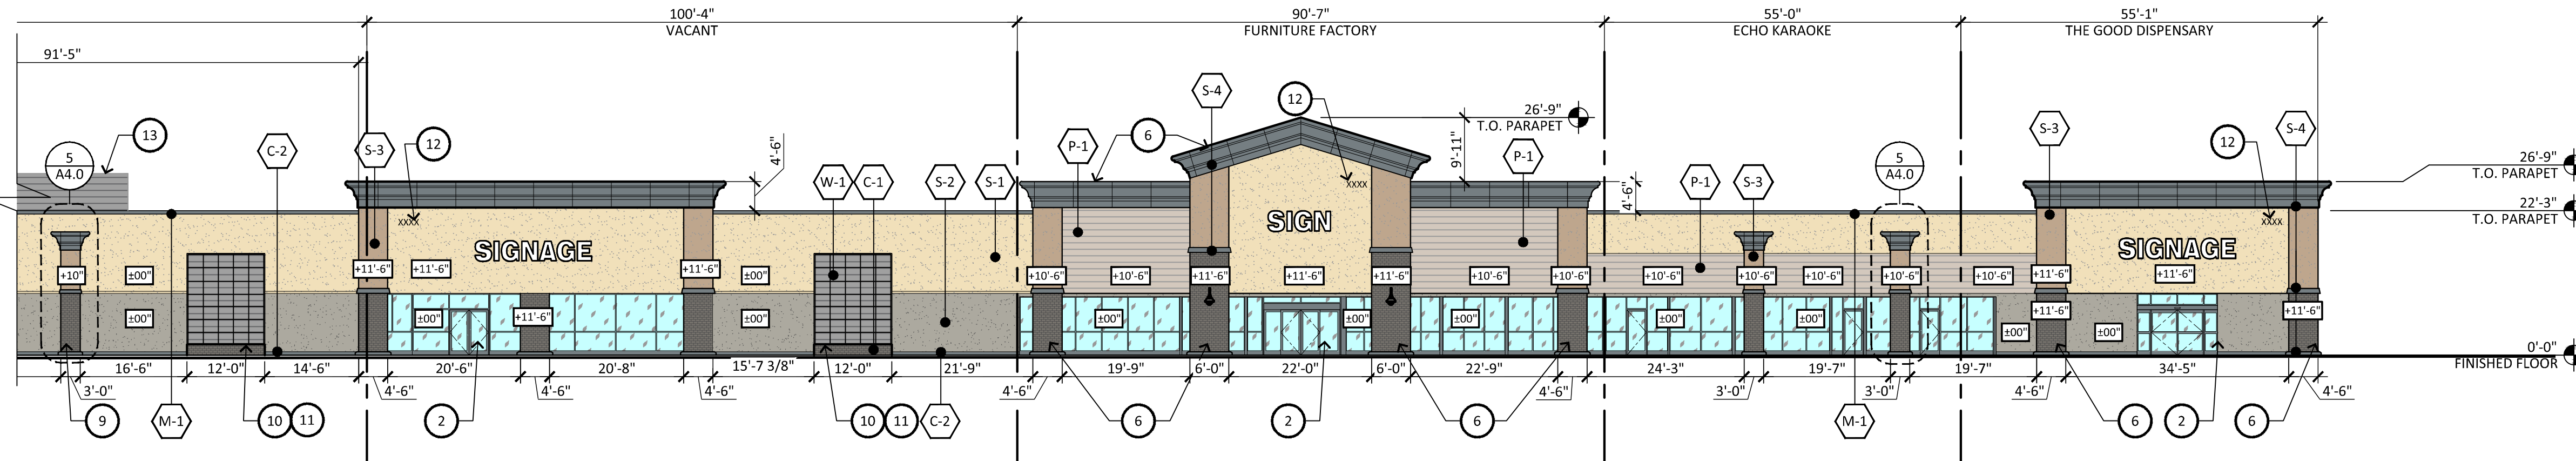 100'-4" 90'-7" 55'-0" 55'-1"
VACANT FURNITURE FACTORY ECHO KARAOKE THE GOOD DISPENSARY
91'-5"
S-4 12 26'-9"
T.O. PARAPET
13 5 A4.0 C-2 S-3 12 4'-6" P-1 6 9'-11" P-1 5 A4.0 S-3 12 S-4
26'-9"
T.O. PARAPET
W-1 C-1 S-2 S-1 4'-6" P-1 S-3
22'-3"
T.O. PARAPET
XXXX XXXX XXXX
SIGNAGE SIGN SIGNAGE
+10" ±00" +11'-6" +11'-6" +11'-6" ±00" +10'-6" +10'-6" +11'-6" +11'-6" +11'-6" +10'-6" +10'-6" +10'-6" +10'-6" +10'-6" +10'-6" +10'-6" +11'-6" +11'-6"
±00" ±00" +11'-6" ±00" ±00" ±00" ±00" ±00" ±00" ±00" +11'-6" ±00" +11'-6"
0'-0"
FINISHED FLOOR
16'-6" 12'-0" 14'-6" 20'-6" 20'-8" 15'-7 3/8" 12'-0" 21'-9" 19'-9" 6'-0" 22'-0" 6'-0" 22'-9" 24'-3" 19'-7" 19'-7" 34'-5"
3'-0" 4'-6" 4'-6" 4'-6" 4'-6" 4'-6" 3'-0" 3'-0" 4'-6" 4'-6"
9 M-1 10 11 2 10 11 C-2 6 2 6 M-1 6 2 6